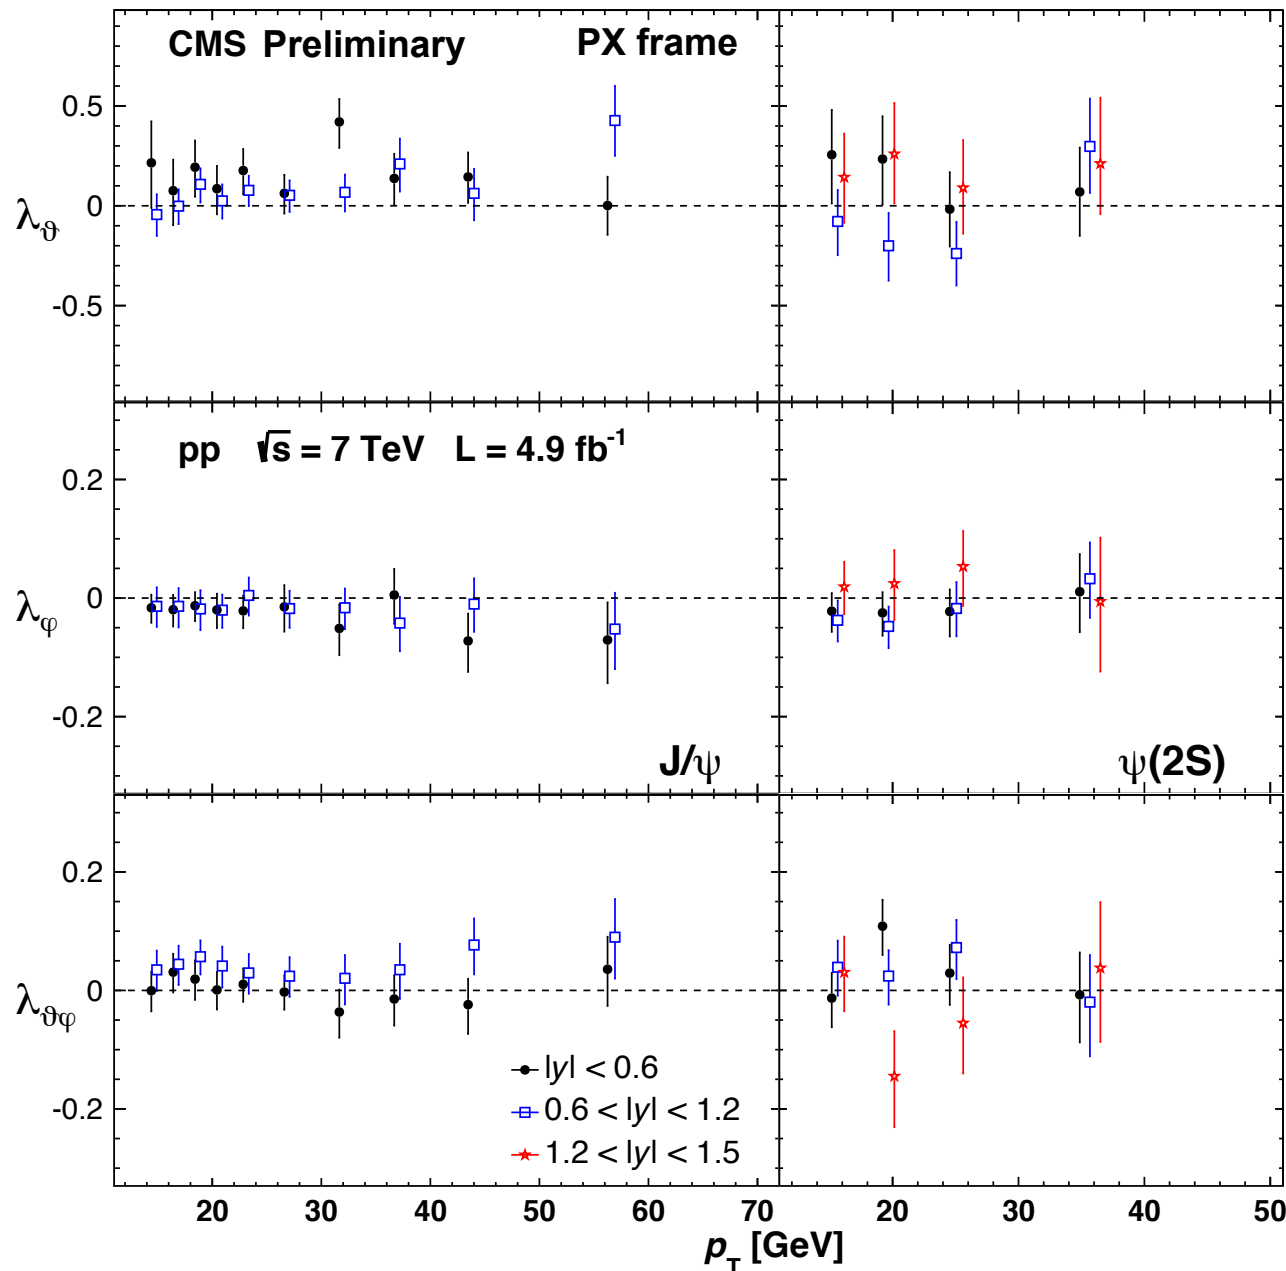 CMS Preliminary PX frame
0.5
0
-0.5
λϑ
pp √s = 7 TeV L = 4.9 fb-1
0.2
0
-0.2
λφ
J/ψ
ψ(2S)
0.2
0
-0.2
λϑφ
|y| < 0.6
0.6 < |y| < 1.2
1.2 < |y| < 1.5
20 30 40 50 60 70 20 30 40 50
pT [GeV]